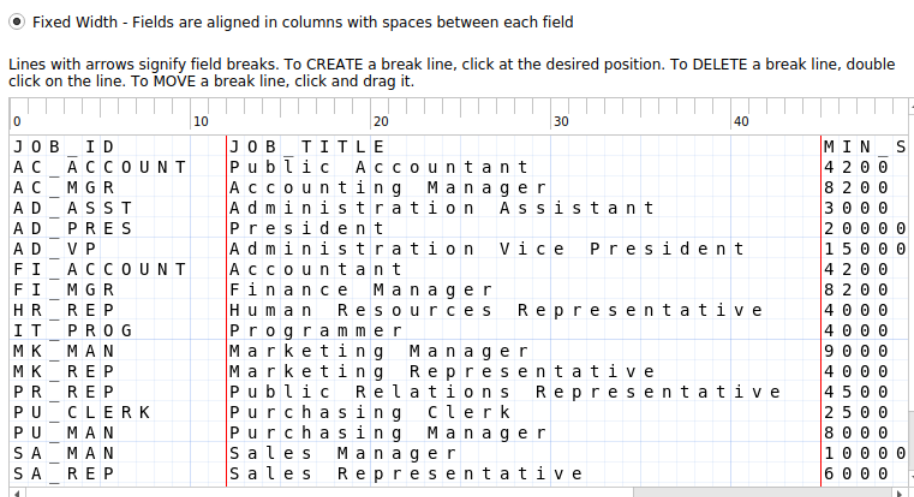 Fixed Width - Fields are aligned in columns with spaces between each field
Lines with arrows signify field breaks. To CREATE a break line, click at the desired position. To DELETE a break line, double
click on the line. To MOVE a break line, click and drag it.
0 10 20 30 40
JOB_ID JOB_TITLE MIN_S
AC_ACCOUNT Public Accountant 4200
AC_MGR Accounting Manager 8200
AD_ASST Administration Assistant 3000
AD_PRES President 20000
AD_VP Administration Vice President 15000
FI_ACCOUNT Accountant 4200
FI_MGR Finance Manager 8200
HR_REP Human Resources Representative 4000
IT_PROG Programmer 4000
MK_MAN Marketing Manager 9000
MK_REP Marketing Representative 4000
PR_REP Public Relations Representative 4500
PU_CLERK Purchasing Clerk 2500
PU_MAN Purchasing Manager 8000
SA_MAN Sales Manager 10000
SA_REP Sales Representative 6000